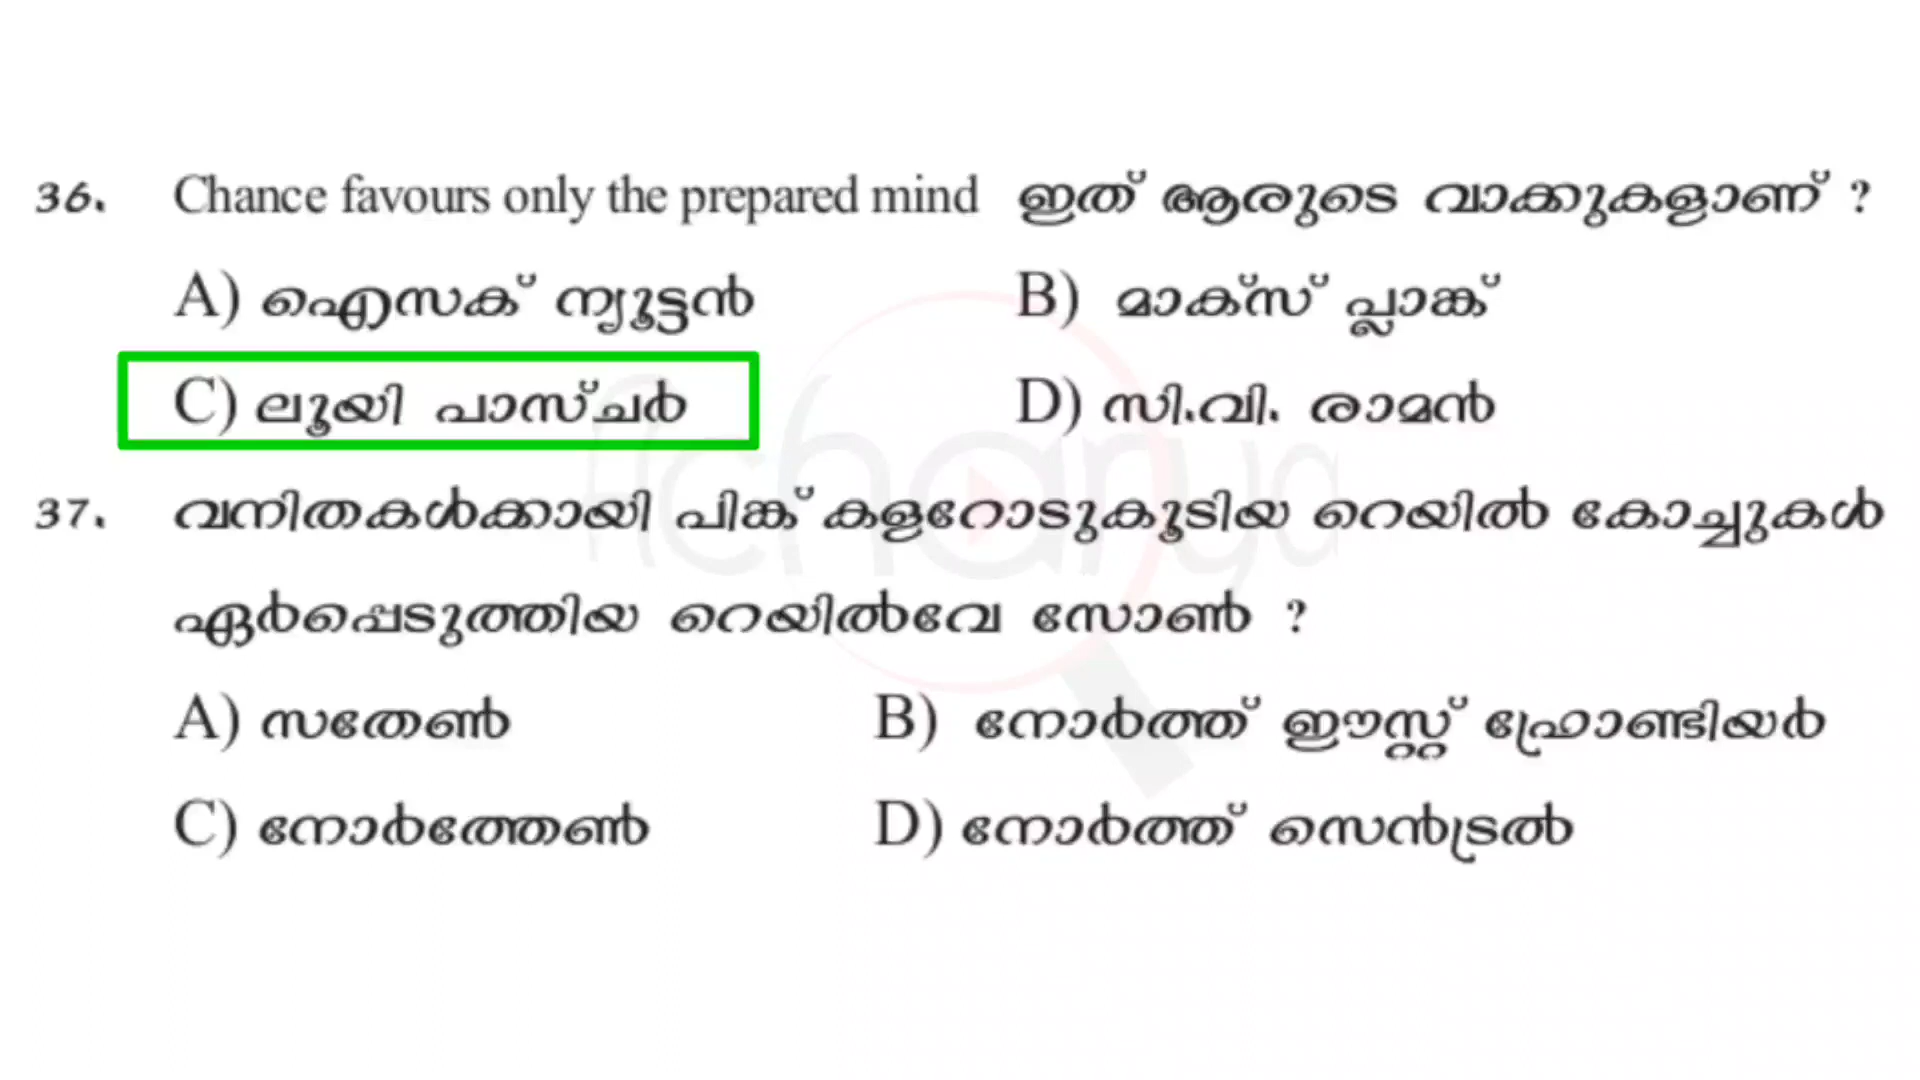 36. Chance favours only the prepared mind ഇത് ആരുടെ വാക്കുകളാണ് ?
A) ഐസക് ന്യൂട്ടൻ B) മാക്സ് പ്ലാങ്ക്
C) ലൂയി പാസ്ചർ D) സി.വി. രാമൻ
37. വനിതകൾക്കായി പിങ്ക് കളറോടുകൂടിയ റെയിൽ കോച്ചുകൾ
ഏർപ്പെടുത്തിയ റെയിൽവേ സോൺ ?
A) സതേൺ B) നോർത്ത് ഈസ്റ്റ് ഫ്രോണ്ടിയർ
C) നോർത്തേൺ D) നോർത്ത് സെൻട്രൽ
Acharya